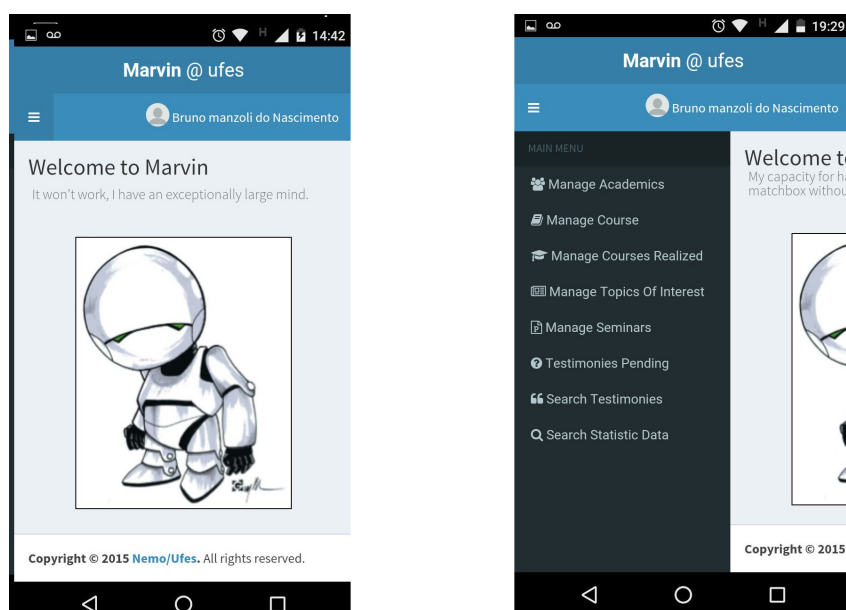 H 14:42
Marvin @ ufes
Bruno manzoli do Nascimento
Welcome to Marvin
It won't work, I have an exceptionally large mind.
Copyright © 2015 Nemo/Ufes. All rights reserved.
H 19:29
Marvin @ ufes
Bruno manzoli do Nascimento
MAIN MENU
Manage Academics
Manage Course
Manage Courses Realized
Manage Topics Of Interest
Manage Seminars
Testimonies Pending
Search Testimonies
Search Statistic Data
Welcome
My capacity for
matchbox
Copyright © 2015